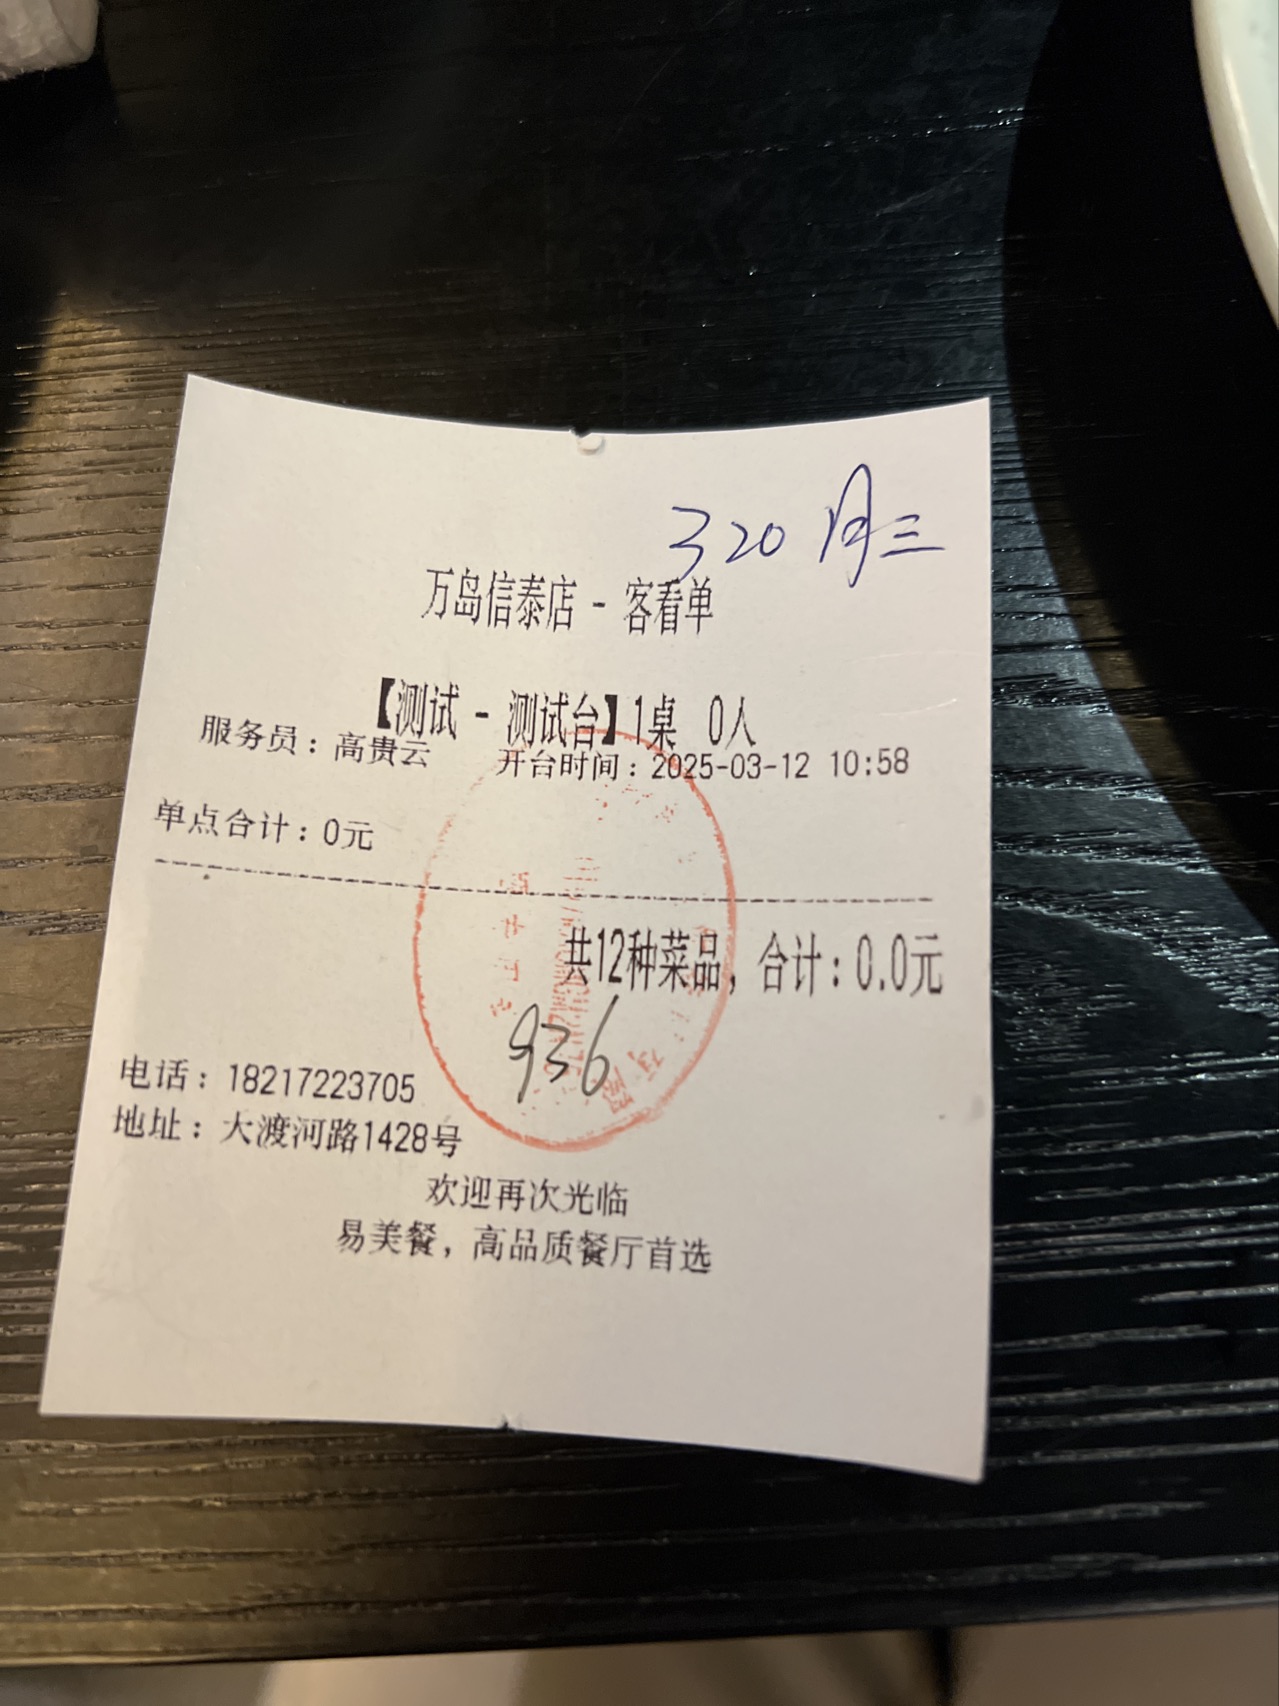 320 月三
万岛信泰店 - 客看单
【测试 - 测试台】1桌 0人
服务员：高贵云 开台时间：2025-03-12 10:58
单点合计：0元
共12种菜品，合计：0.0元
936
电话：18217223705
地址：大渡河路1428号
欢迎再次光临
易美餐，高品质餐厅首选